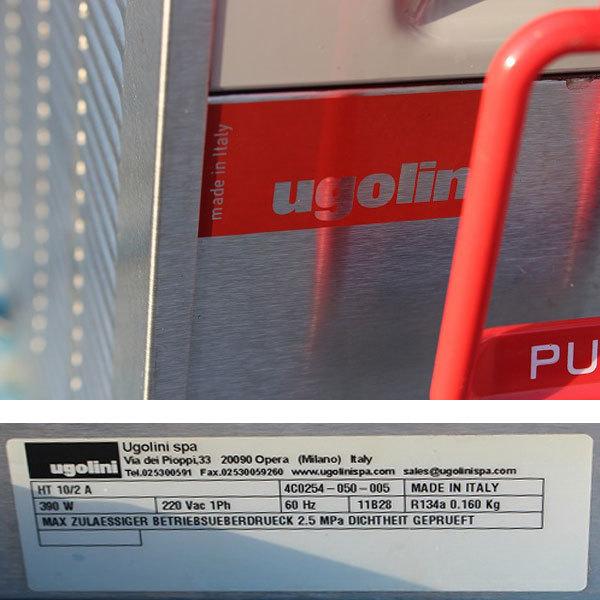 made in Italy
ugolin
PU
ugolini
Ugolini spa
Via dei Pioppi,33 20090 Opera (Milano) Italy
Tel.025300591 Fax.02530059260 www.ugolinispa.com sales@ugolinispa.com
HT 10/2 A 4C0254-050-005 MADE IN ITALY
390 W 220 Vac 1Ph 60 Hz 11B28 R134a 0.160 Kg
MAX ZULAESSIGER BETRIEBSUEBERDRUECK 2.5 MPa DICHTHEIT GEPRUEFT